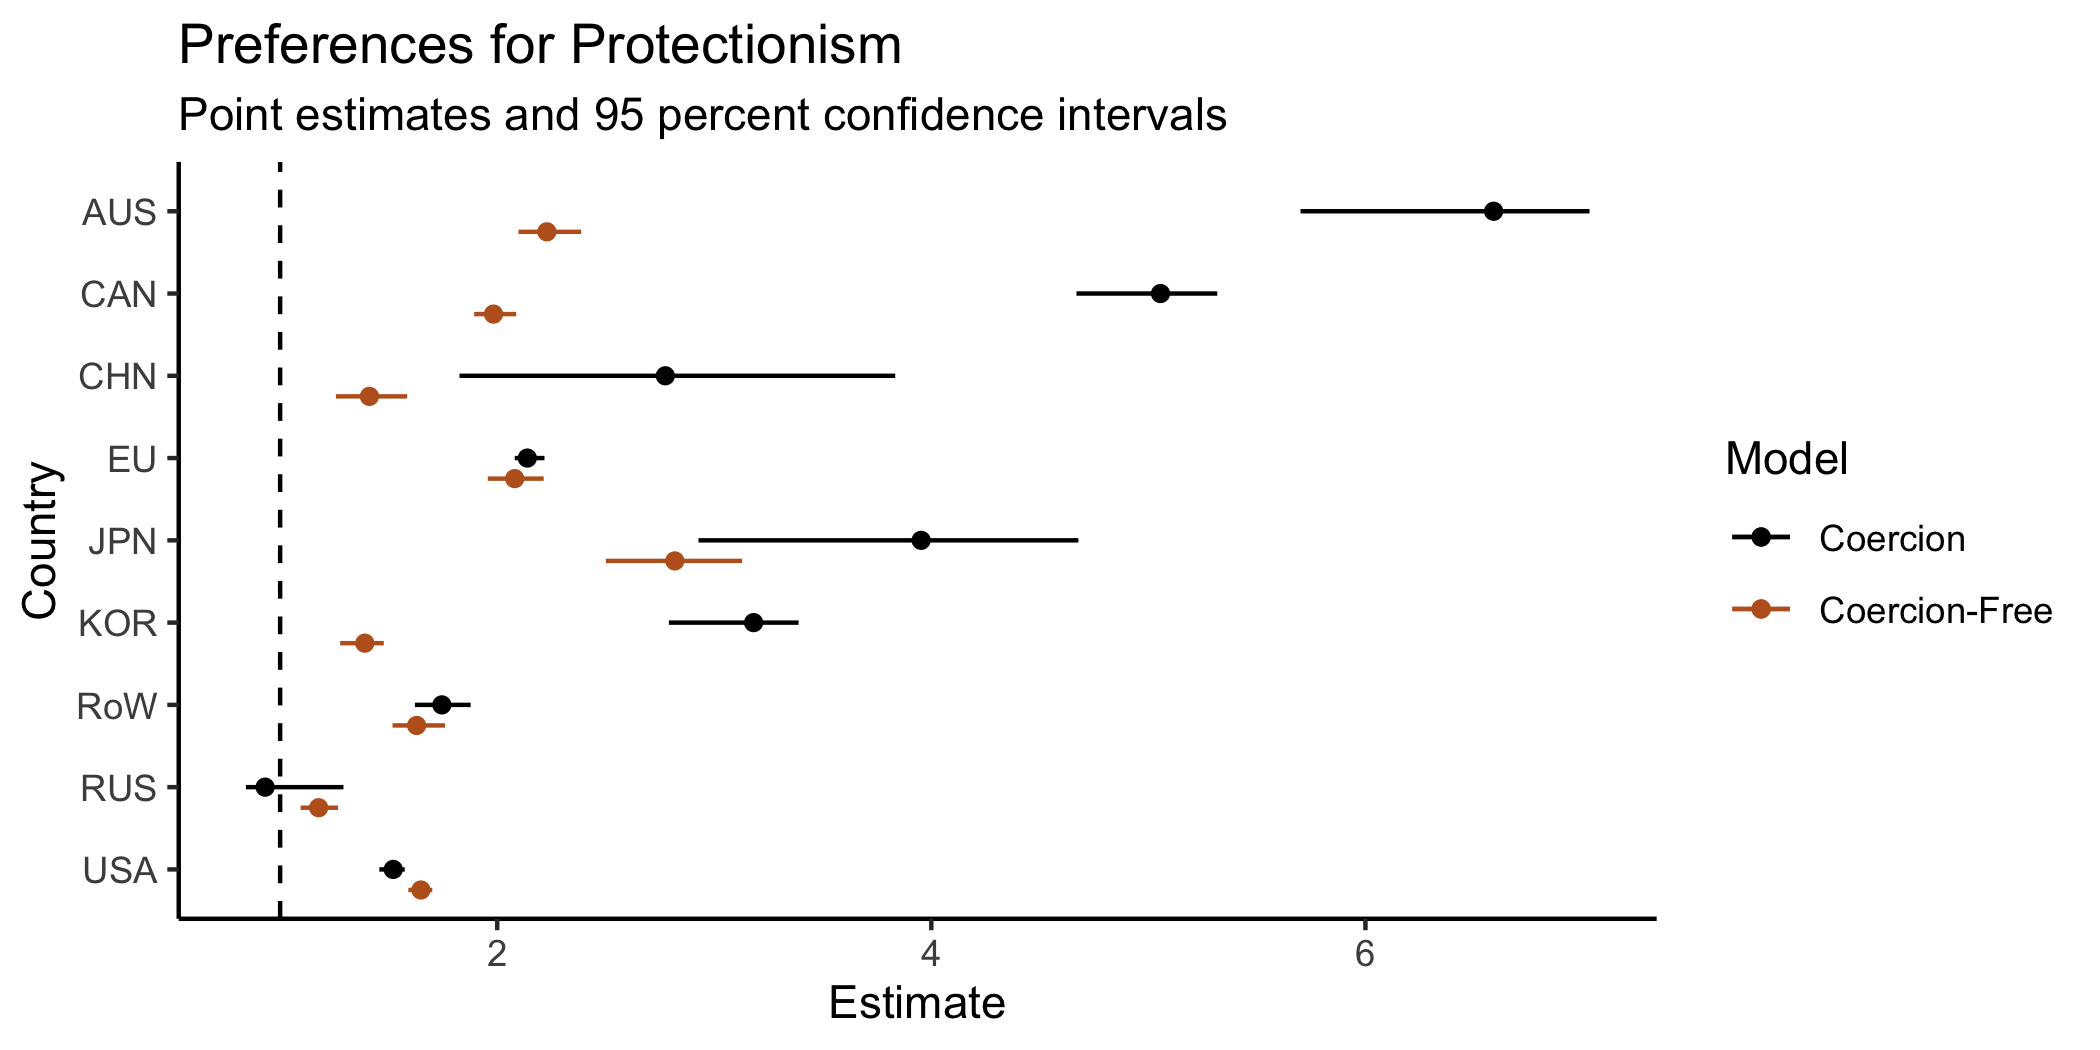 Preferences for Protectionism
Point estimates and 95 percent confidence intervals
AUS
CAN
CHN
EU
JPN
KOR
RoW
RUS
USA
Country
2
4
6
Estimate
Model
Coercion
Coercion-Free